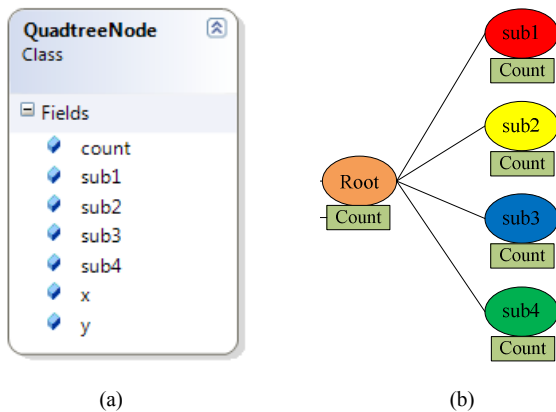 QuadtreeNode
Class
Fields
count
sub1
sub2
sub3
sub4
x
y
(a)
sub1
Count
sub2
Count
Root
Count
sub3
Count
sub4
Count
(b)